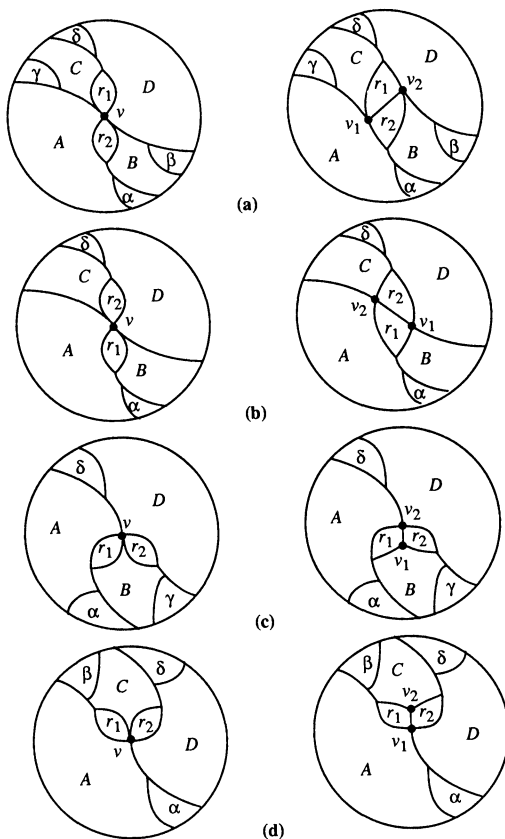 δ δ
γ C D γ C D
r₁ r₁ v₂
v v₁ r₂
A r₂ B β A B β
α α
(a)
δ δ
C D C D
r₂ r₂
v v₂ v₁
A r₁ A r₁
B B
α α
(b)
δ δ
D D
A v A v₂
r₁ r₂ r₁ r₂
v₁
B B
α γ α γ
(c)
β C δ β C δ
v₂
r₁ r₂ r₁ r₂
v D v₁ D
A A
α α
(d)